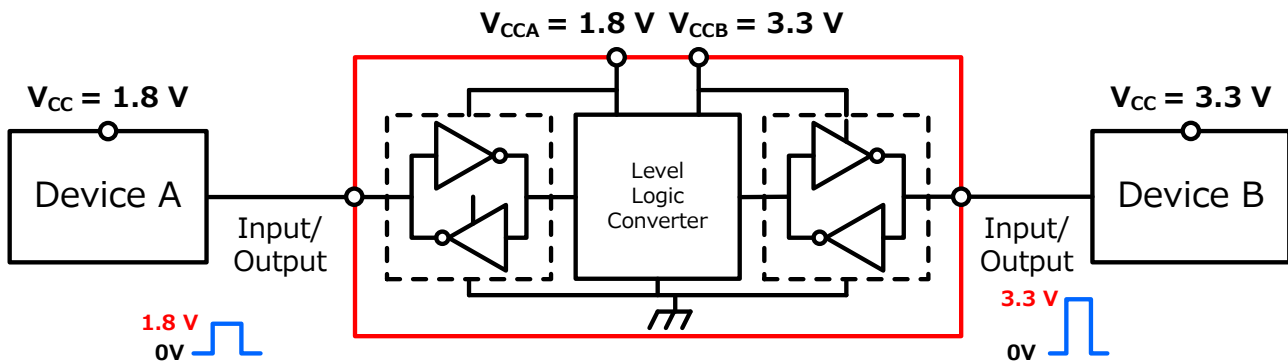 VCCA = 1.8 V VCCB = 3.3 V
VCC = 1.8 V
VCC = 3.3 V
Device A
Level
Logic
Converter
Device B
Input/
Output
Input/
Output
1.8 V
0V
3.3 V
0V